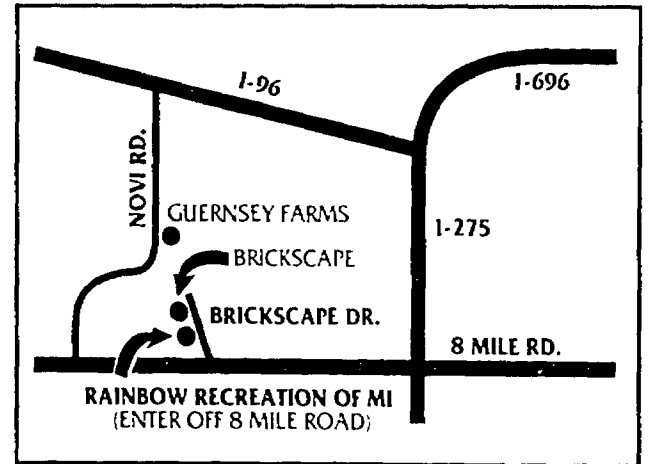 I-96
I-696
NOVI RD.
GUERNSEY FARMS
I-275
BRICKSCAPE
BRICKSCAPE DR.
8 MILE RD.
RAINBOW RECREATION OF MI
(ENTER OFF 8 MILE ROAD)